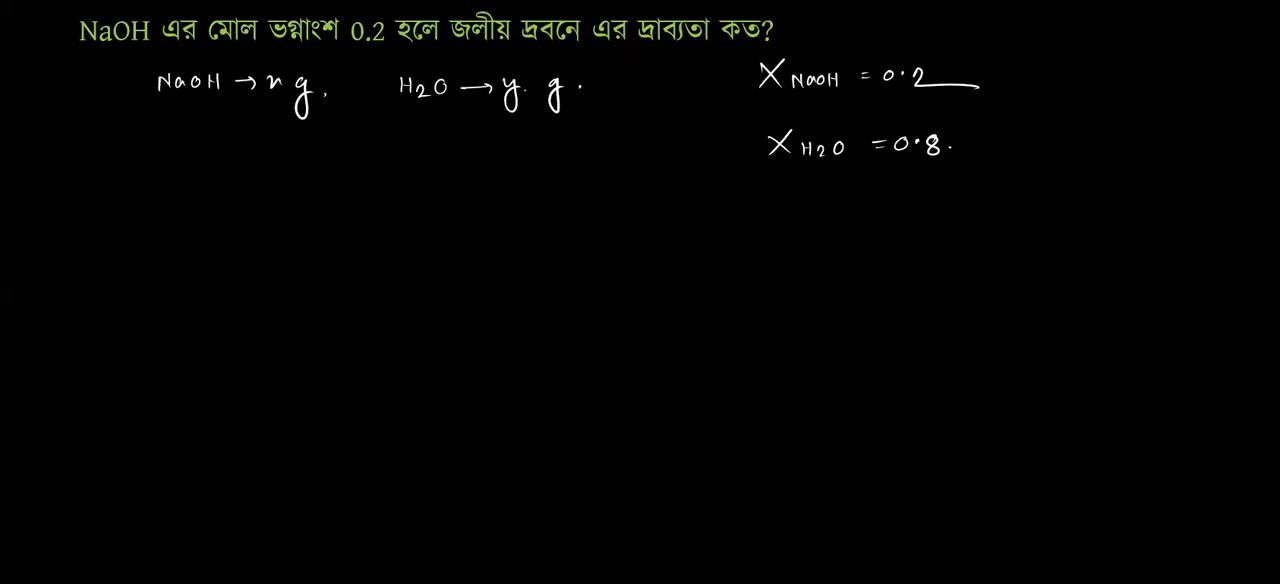 NaOH এর মোল ভগ্নাংশ 0.2 হলে জলীয় দ্রবনে এর দ্রাব্যতা কত?
NaOH → x g, H2O → y. g. X NaOH = 0.2
X H2O = 0.8.